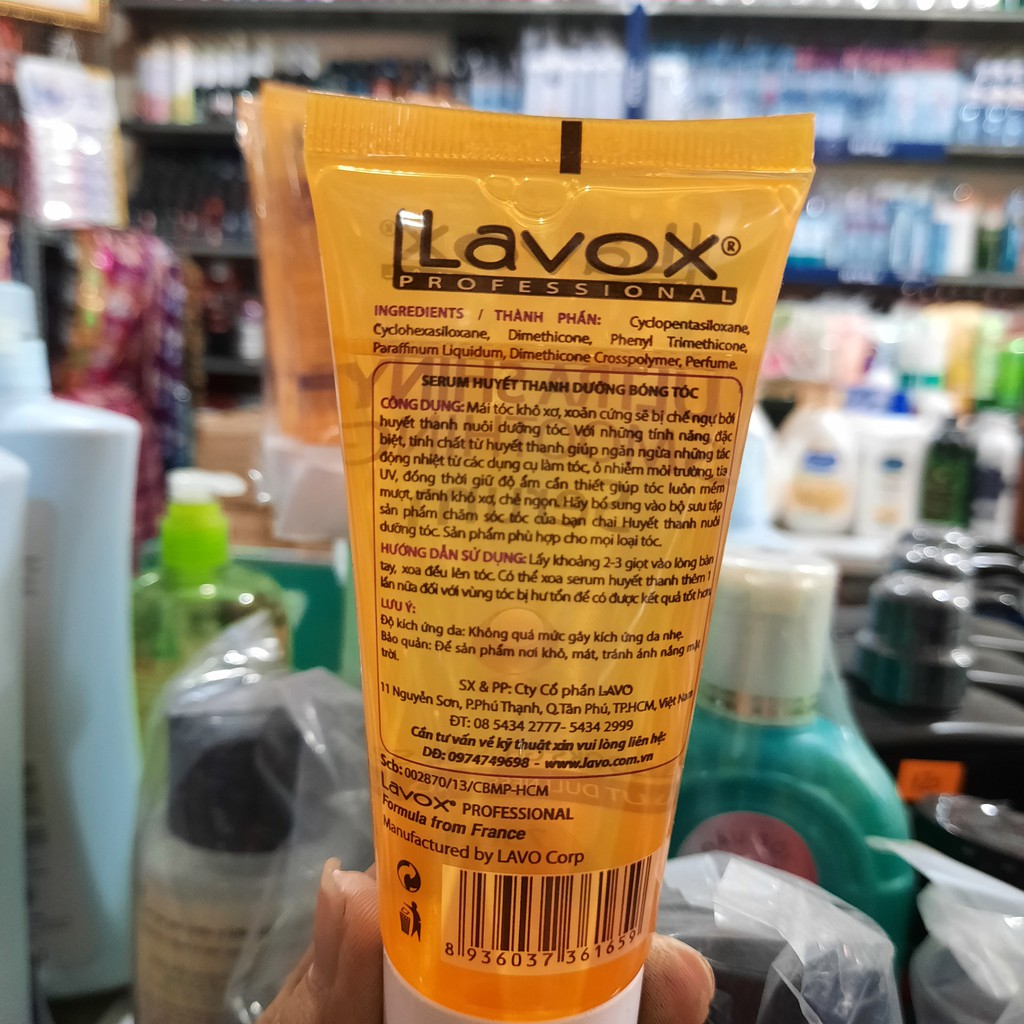 Lavox®
PROFESSIONAL
INGREDIENTS / THÀNH PHẦN: Cyclopentasiloxane,
Cyclohexasiloxane, Dimethicone, Phenyl Trimethicone,
Paraffinum Liquidum, Dimethicone Crosspolymer, Perfume.
SERUM HUYẾT THANH DƯỠNG BÓNG TÓC
CÔNG DỤNG: Mái tóc khô xơ, xoăn cứng sẽ bị chế ngự bởi
huyết thanh nuôi dưỡng tóc. Với những tính năng đặc
biệt, tinh chất từ huyết thanh giúp ngăn ngừa những tác
động nhiệt từ các dụng cụ làm tóc, ô nhiễm môi trường, tia
UV, đồng thời giữ độ ẩm cần thiết giúp tóc luôn mềm
mượt, tránh khô xơ, chẻ ngọn. Hãy bổ sung vào bộ sưu tập
sản phẩm chăm sóc tóc của bạn chai Huyết thanh nuôi
dưỡng tóc. Sản phẩm phù hợp cho mọi loại tóc.
HƯỚNG DẪN SỬ DỤNG: Lấy khoảng 2-3 giọt vào lòng bàn
tay, xoa đều lên tóc. Có thể xoa serum huyết thanh thêm 1
lần nữa đối với vùng tóc bị hư tổn để có được kết quả tốt hơn.
LƯU Ý:
Độ kích ứng da: Không quá mức gây kích ứng da nhẹ.
Bảo quản: Để sản phẩm nơi khô, mát, tránh ánh nắng mặt
trời.
SX & PP: Cty Cổ phần LAVO
11 Nguyễn Sơn, P.Phú Thạnh, Q.Tân Phú, TP.HCM, Việt Nam
ĐT: 08 5434 2777- 5434 2999
Cần tư vấn về kỹ thuật xin vui lòng liên hệ:
DĐ: 0974749698 - www.lavo.com.vn
Scb: 002870/13/CBMP-HCM
Lavox® PROFESSIONAL
Formula from France
Manufactured by LAVO Corp
8 936037 361659